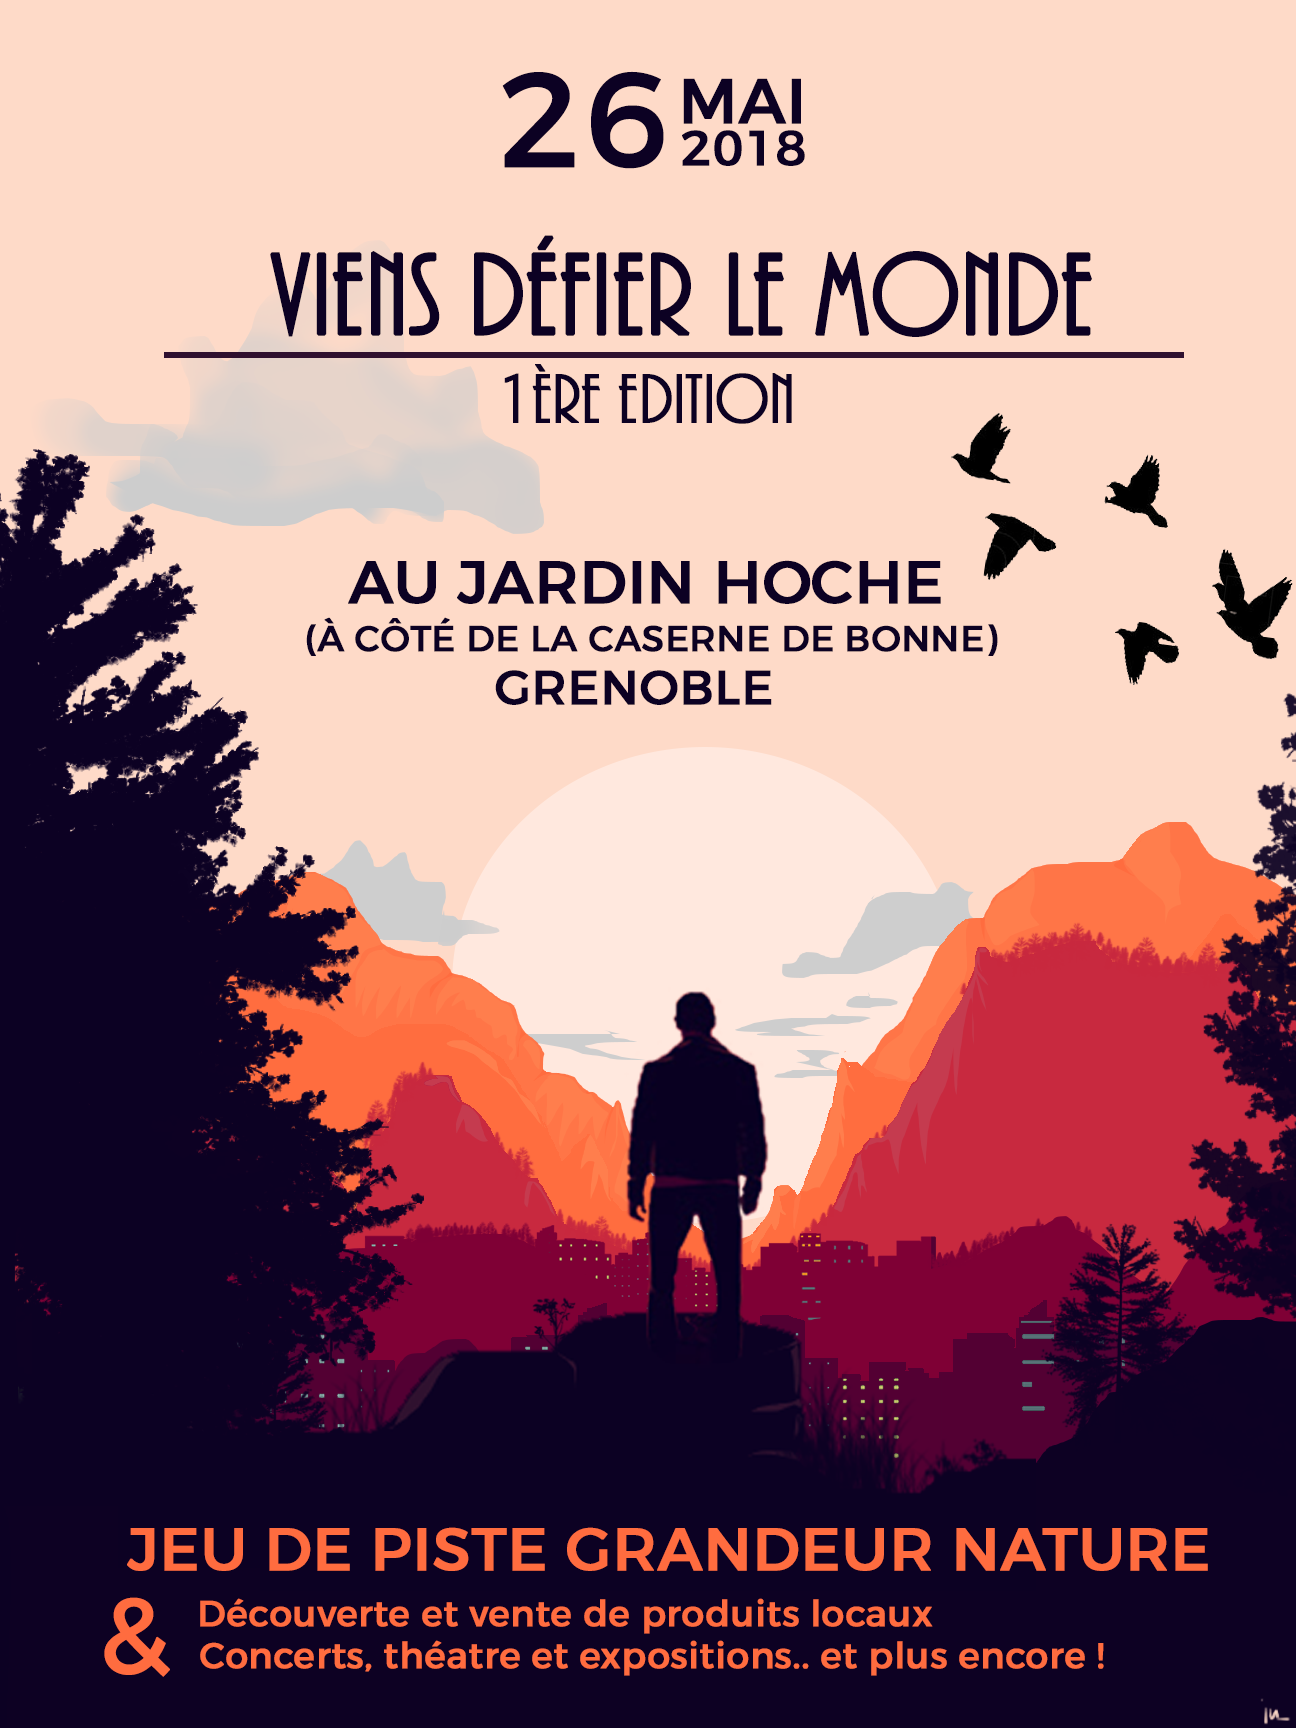 26 MAI
2018
VIENS DÉFIER LE MONDE
1ÈRE EDITION
AU JARDIN HOCHE
(À CÔTÉ DE LA CASERNE DE BONNE)
GRENOBLE
JEU DE PISTE GRANDEUR NATURE
& Découverte et vente de produits locaux
Concerts, théatre et expositions.. et plus encore !